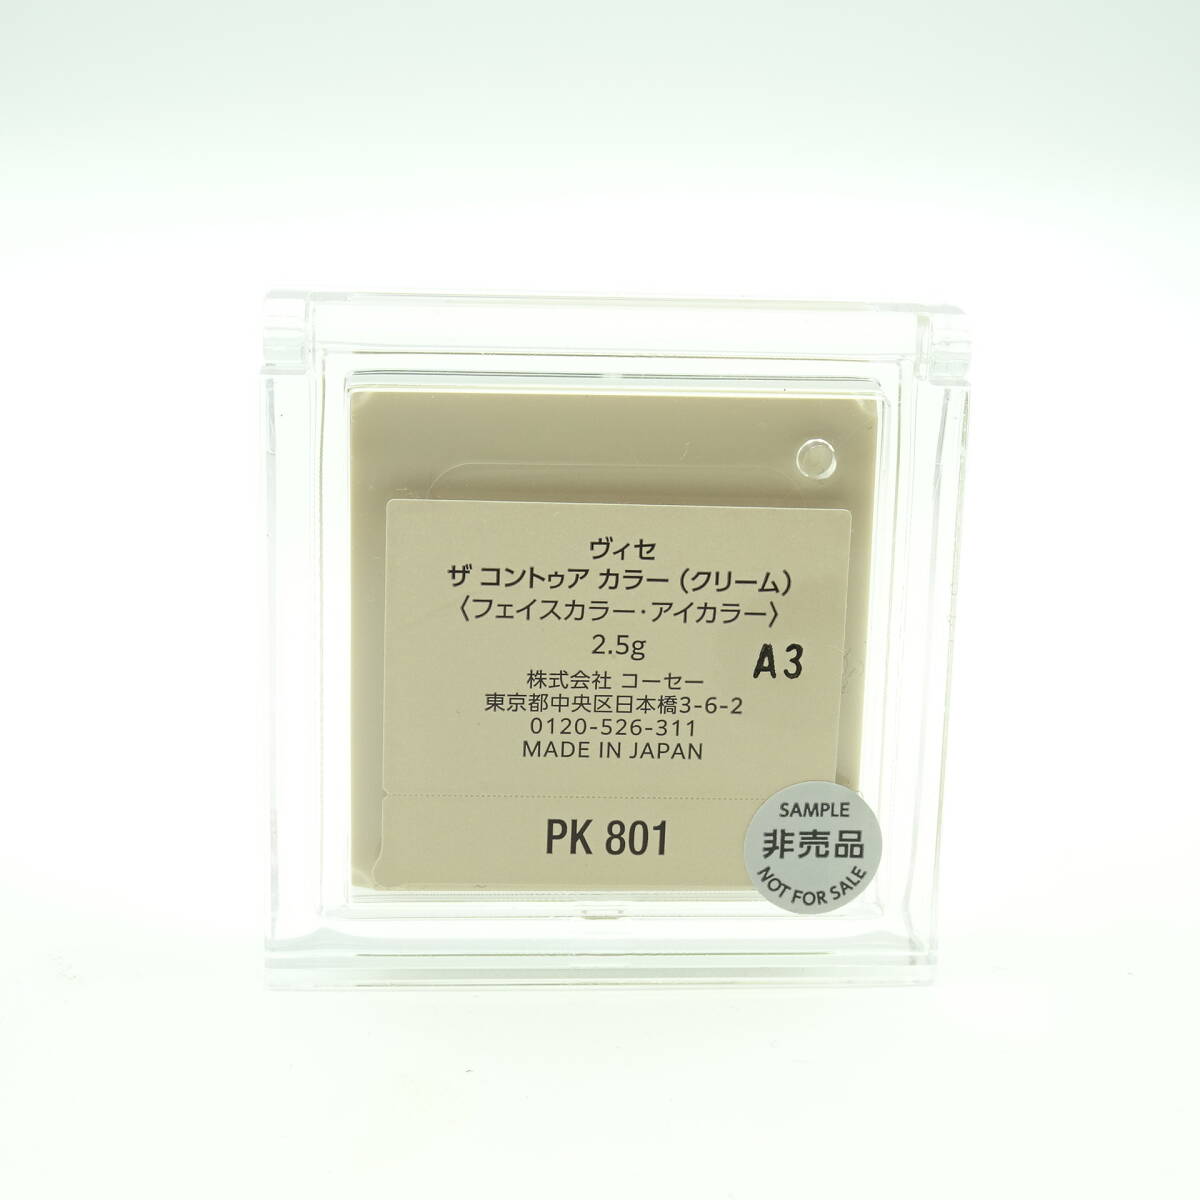 ヴィセ
ザ コントゥア カラー（クリーム）
〈フェイスカラー・アイカラー〉
2.5g
A3
株式会社 コーセー
東京都中央区日本橋3-6-2
0120-526-311
MADE IN JAPAN
PK 801
SAMPLE
非売品
NOT FOR SALE